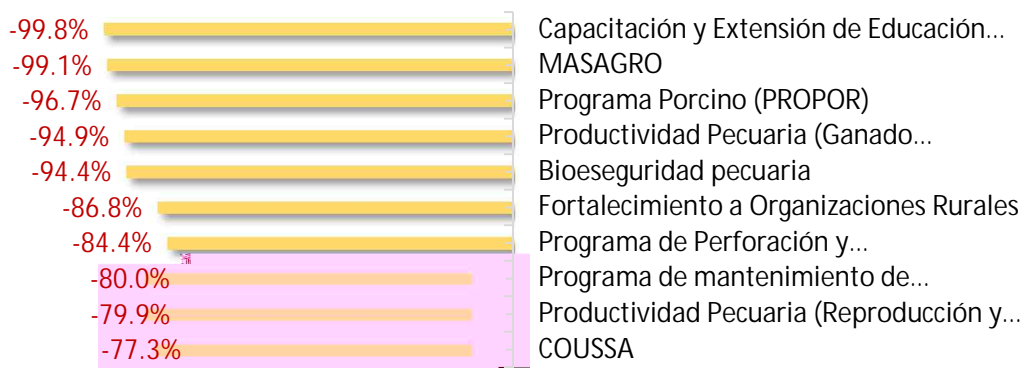 -99.8% Capacitación y Extensión de Educación...
-99.1% MASAGRO
-96.7% Programa Porcino (PROPOR)
-94.9% Productividad Pecuaria (Ganado...
-94.4% Bioeseguridad pecuaria
-86.8% Fortalecimiento a Organizaciones Rurales
-84.4% Programa de Perforación y...
-80.0% Programa de mantenimiento de...
-79.9% Productividad Pecuaria (Reproducción y...
-77.3% COUSSA